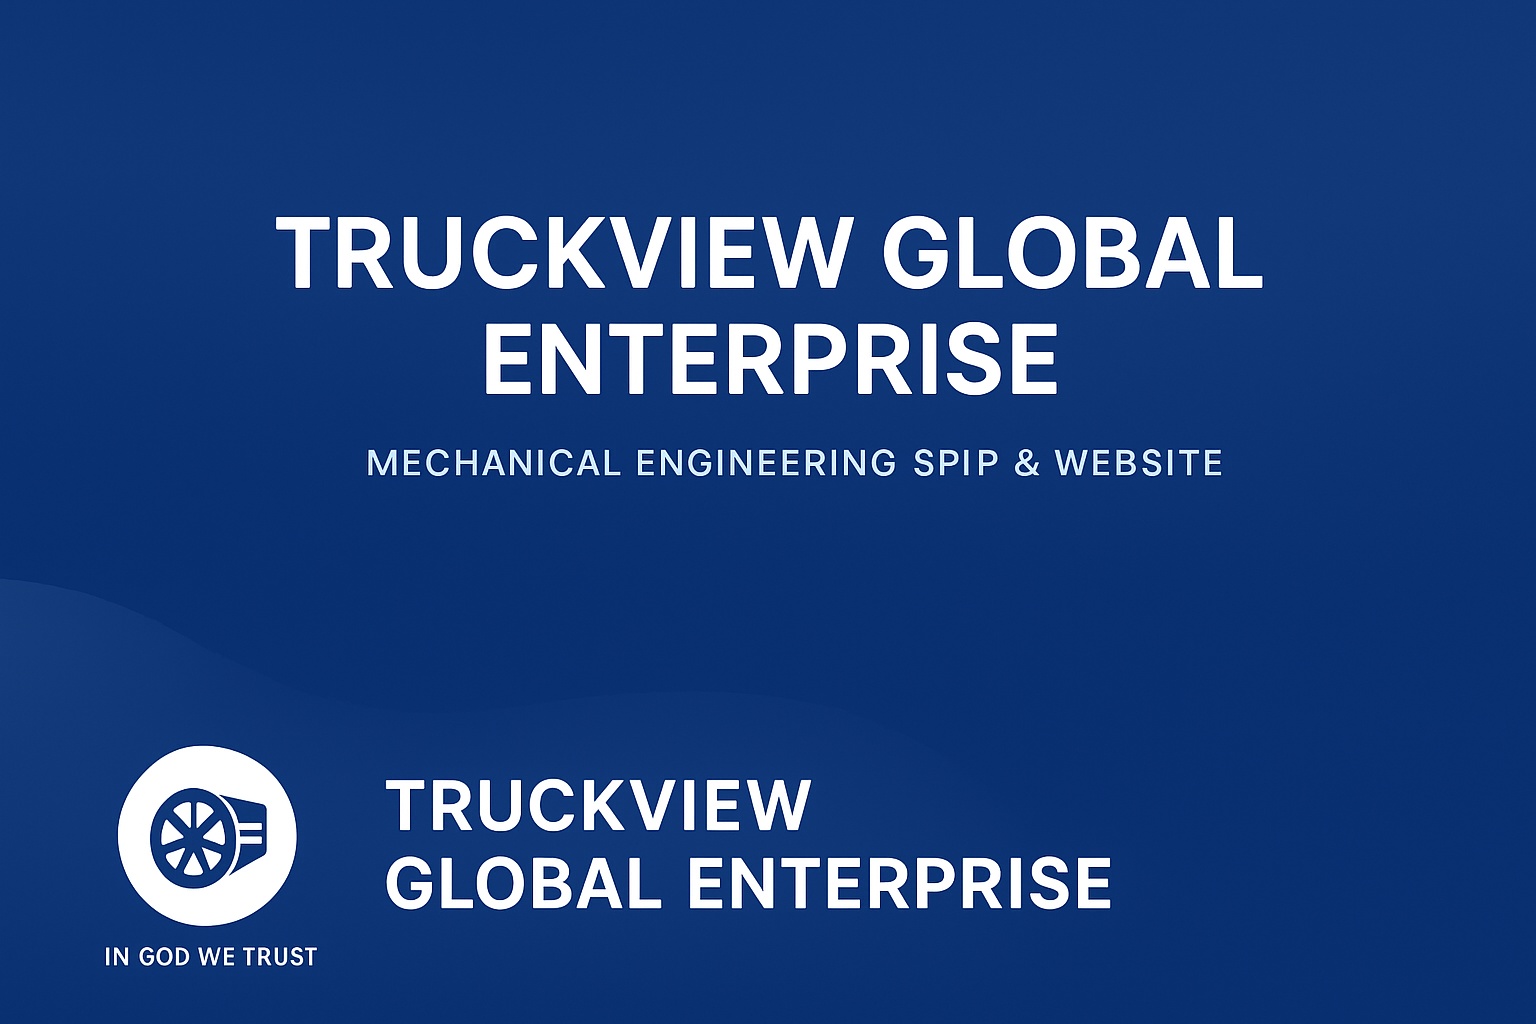 TRUCKVIEW GLOBAL
ENTERPRISE
MECHANICAL ENGINEERING SPIP & WEBSITE
TRUCKVIEW
GLOBAL ENTERPRISE
IN GOD WE TRUST